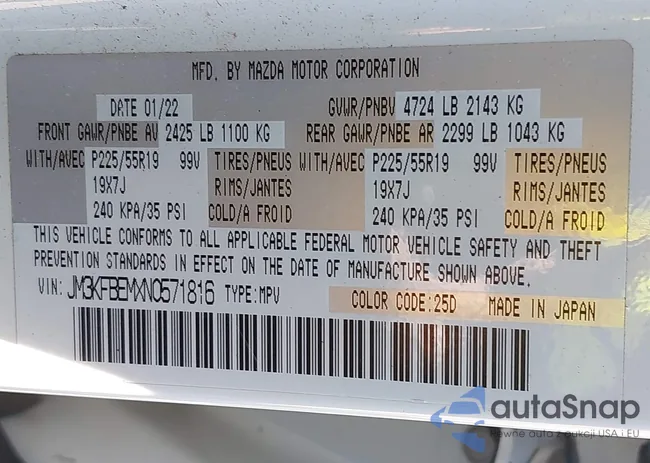 MFD. BY MAZDA MOTOR CORPORATION
DATE 01/22 GVWR/PNBV 4724 LB 2143 KG
FRONT GAWR/PNBE AV 2425 LB 1100 KG REAR GAWR/PNBE AR 2299 LB 1043 KG
WITH/AVEC P225/55R19 99V TIRES/PNEUS WITH/AVEC P225/55R19 99V TIRES/PNEUS
19X7J RIMS/JANTES 19X7J RIMS/JANTES
240 KPA/35 PSI COLD/A FROID 240 KPA/35 PSI COLD/A FROID
THIS VEHICLE CONFORMS TO ALL APPLICABLE FEDERAL MOTOR VEHICLE SAFETY AND THEFT
PREVENTION STANDARDS IN EFFECT ON THE DATE OF MANUFACTURE SHOWN ABOVE.
VIN: JM3KFBEMXN0571816 TYPE:MPV COLOR CODE:25D MADE IN JAPAN
autaSnap
Pewne auta z aukcji USA i EU